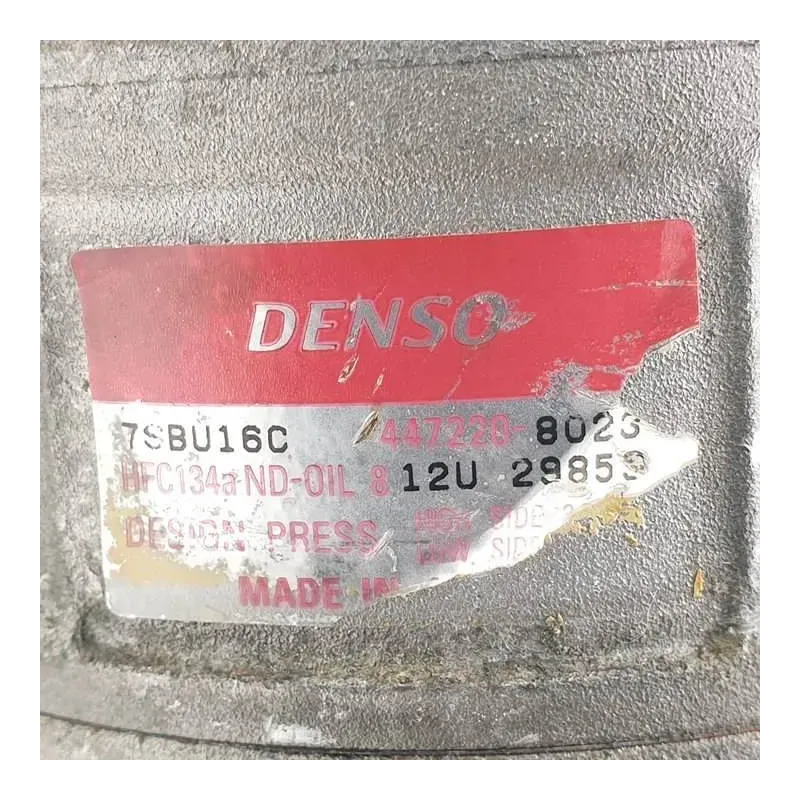 DENSO
7SBU16C 447220-8023
HFC134a ND-OIL 8 12U 29859
DESIGN PRESS HIGH SIDE
LOW SIDE
MADE IN